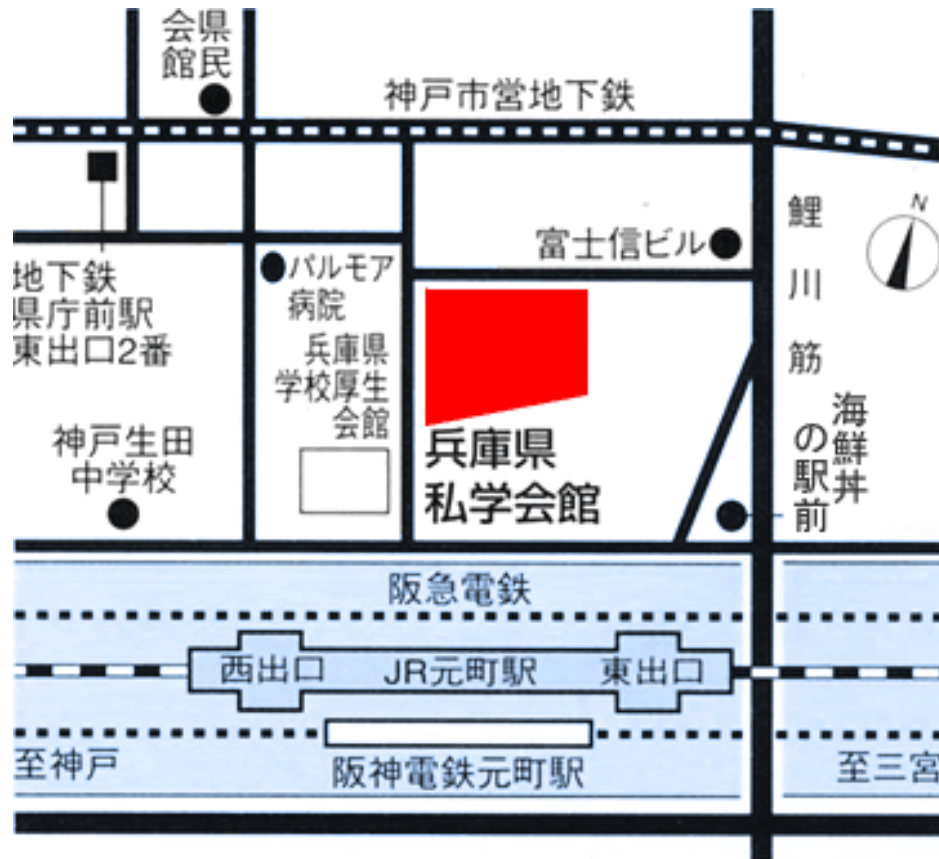 会県
館民
神戸市営地下鉄
富士信ビル
鯉川筋
N
パルモア
病院
地下鉄
県庁前駅
東出口2番
兵庫県
学校厚生
会館
兵庫県
私学会館
神戸生田
中学校
海鮮丼
の駅前
阪急電鉄
西出口
JR元町駅
東出口
至神戸
阪神電鉄元町駅
至三宮